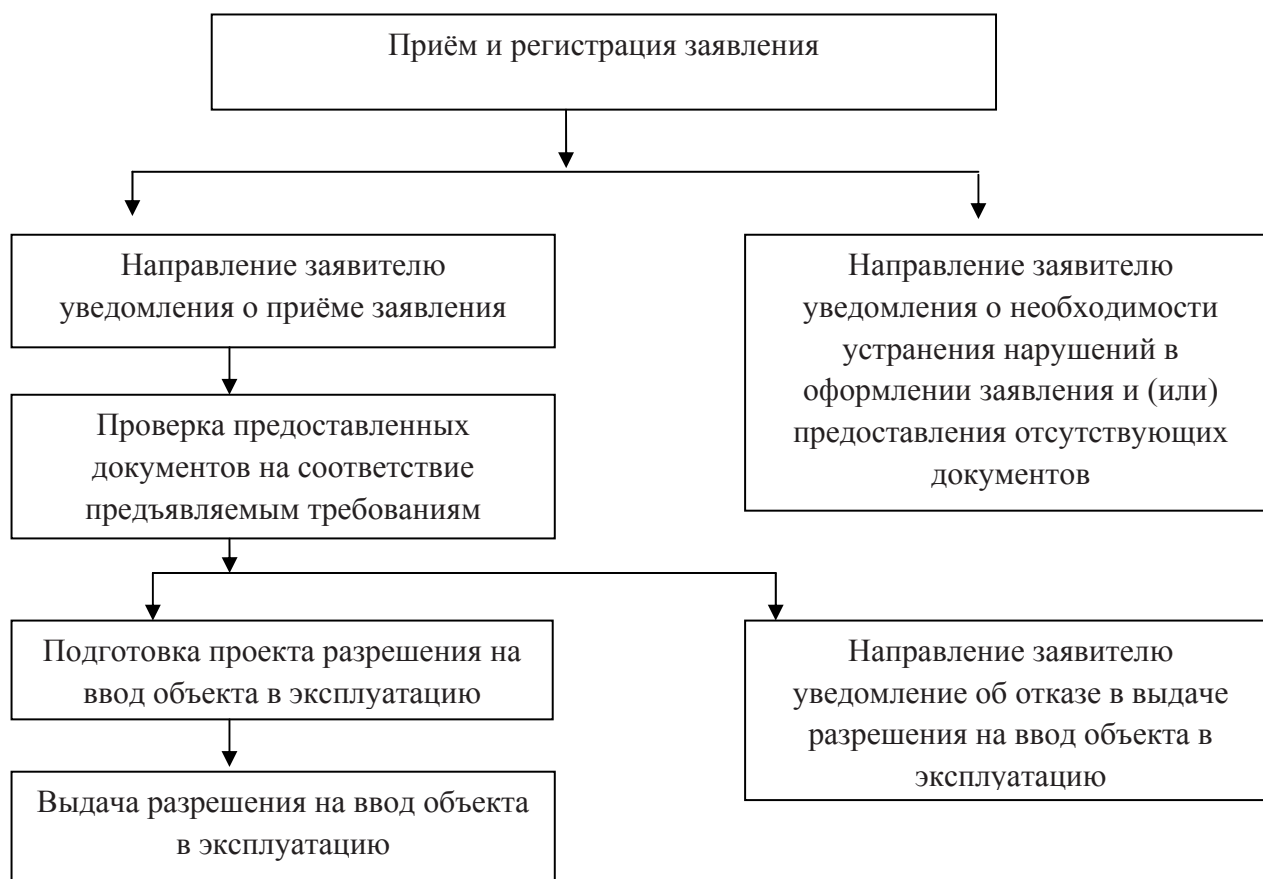 Приём и регистрация заявления
Направление заявителю
уведомления о приёме заявления
Направление заявителю
уведомления о необходимости
устранения нарушений в
оформлении заявления и (или)
предоставления отсутствующих
документов
Проверка предоставленных
документов на соответствие
предъявляемым требованиям
Подготовка проекта разрешения на
ввод объекта в эксплуатацию
Направление заявителю
уведомление об отказе в выдаче
разрешения на ввод объекта в
эксплуатацию
Выдача разрешения на ввод объекта
в эксплуатацию